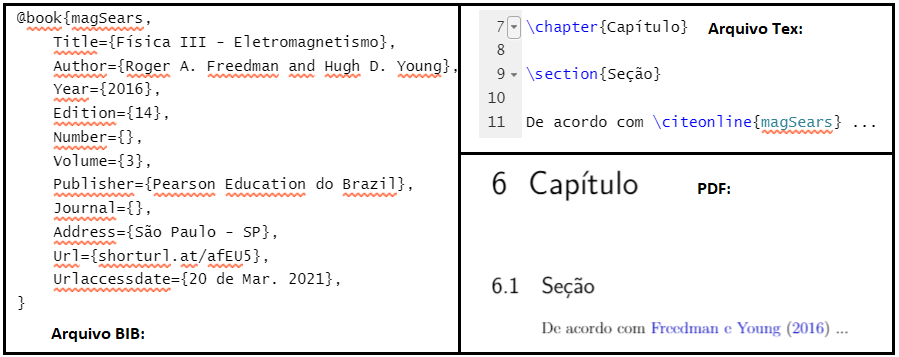 @book{magSears,
Title={Física III - Eletromagnetismo},
Author={Roger A. Freedman and Hugh D. Young},
Year={2016},
Edition={14},
Number={},
Volume={3},
Publisher={Pearson Education do Brazil},
Journal={},
Address={São Paulo - SP},
Url={shorturl.at/afEU5},
Urlaccessdate={20 de Mar. 2021},
}
Arquivo BIB:
7 \chapter{Capítulo} Arquivo Tex:
8
9 \section{Seção}
10
11 De acordo com \citeonline{magSears} ...
6 Capítulo PDF:
6.1 Seção
De acordo com Freedman e Young (2016) ...